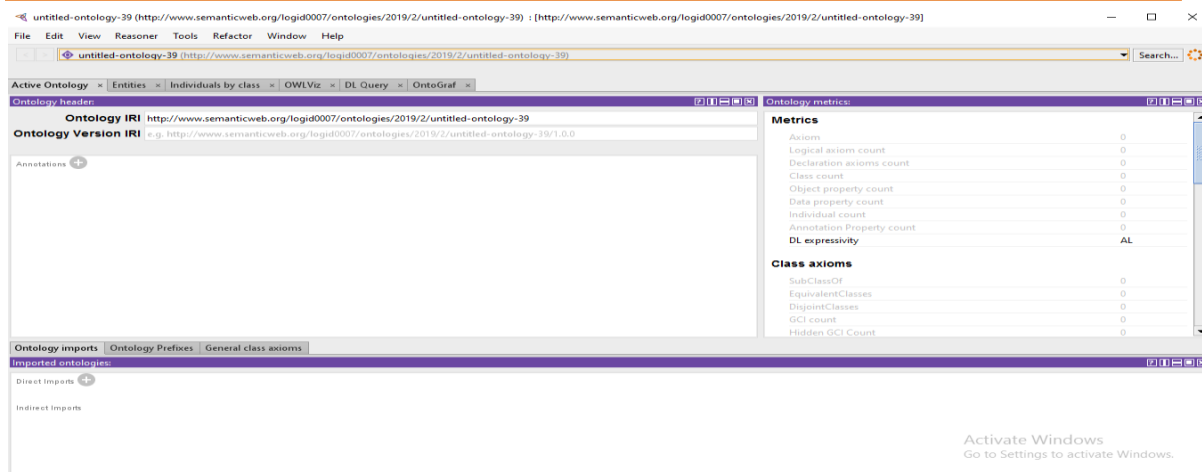 untitled-ontology-39 (http://www.semanticweb.org/logid0007/ontologies/2019/2/untitled-ontology-39) : [http://www.semanticweb.org/logid0007/ontologies/2019/2/untitled-ontology-39]
File Edit View Reasoner Tools Refactor Window Help
untitled-ontology-39 (http://www.semanticweb.org/logid0007/ontologies/2019/2/untitled-ontology-39) Search...
Active Ontology × Entities × Individuals by class × OWLViz × DL Query × OntoGraf ×
Ontology header:
Ontology IRI http://www.semanticweb.org/logid0007/ontologies/2019/2/untitled-ontology-39
Ontology Version IRI e.g. http://www.semanticweb.org/logid0007/ontologies/2019/2/untitled-ontology-39/1.0.0
Annotations
Ontology metrics:
Metrics
Axiom 0
Logical axiom count 0
Declaration axioms count 0
Class count 0
Object property count 0
Data property count 0
Individual count 0
Annotation Property count 0
DL expressivity AL
Class axioms
SubClassOf 0
EquivalentClasses 0
DisjointClasses 0
GCI count 0
Hidden GCI Count 0
Ontology imports Ontology Prefixes General class axioms
Imported ontologies:
Direct Imports
Indirect Imports
Activate Windows
Go to Settings to activate Windows.